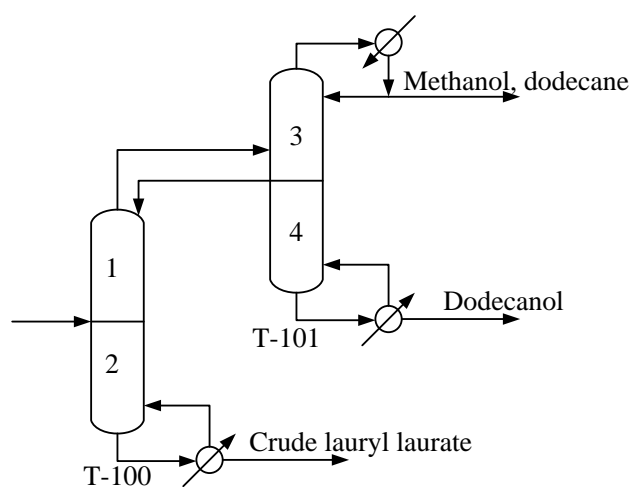 Methanol, dodecane
3
4
1
Dodecanol
T-101
2
Crude lauryl laurate
T-100